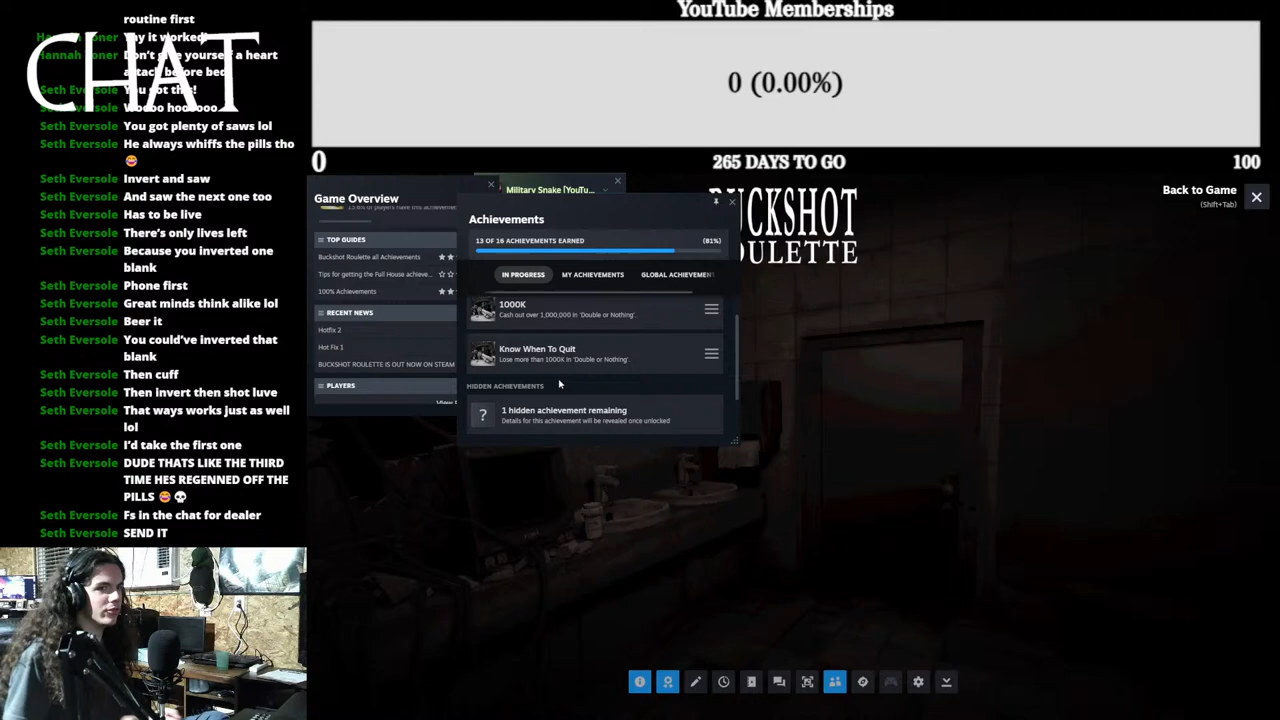 routine first
Yay it worked!
Hannah Toner Don't give yourself a heart
attack before bed
CHAT
You got this!
Woooo hoooooo
Seth Eversole You got plenty of saws lol
Seth Eversole He always whiffs the pills tho
😂
Seth Eversole Invert and saw
Seth Eversole And saw the next one too
Seth Eversole Has to be live
Seth Eversole There's only lives left
Seth Eversole Because you inverted one
blank
Seth Eversole Phone first
Seth Eversole Great minds think alike lol
Seth Eversole Beer it
Seth Eversole You could've inverted that
blank
Seth Eversole Then cuff
Seth Eversole Then invert then shot luve
Seth Eversole That ways works just as well
lol
Seth Eversole I'd take the first one
Seth Eversole DUDE THATS LIKE THE THIRD
TIME HES REGENNED OFF THE
PILLS 😂 💀
Seth Eversole Fs in the chat for dealer
Seth Eversole SEND IT
YouTube Memberships
0 (0.00%)
0
265 DAYS TO GO
100
BUCKSHOT
ROULETTE
Back to Game
(Shift+Tab)
Military Snake [YouTu...
Game Overview
13.6% of players have this achievemen
TOP GUIDES
Buckshot Roulette all Achievements
Tips for getting the Full House achieve...
100% Achievements
RECENT NEWS
Hotfix 2
Hot Fix 1
BUCKSHOT ROULETTE IS OUT NOW ON STEAM
PLAYERS
Achievements
13 OF 16 ACHIEVEMENTS EARNED
(81%)
IN PROGRESS
MY ACHIEVEMENTS
GLOBAL ACHIEVEMENT
1000K
Cash out over 1,000,000 in 'Double or Nothing'.
Know When To Quit
Lose more than 1000K in 'Double or Nothing'.
HIDDEN ACHIEVEMENTS
?
1 hidden achievement remaining
Details for this achievement will be revealed once unlocked